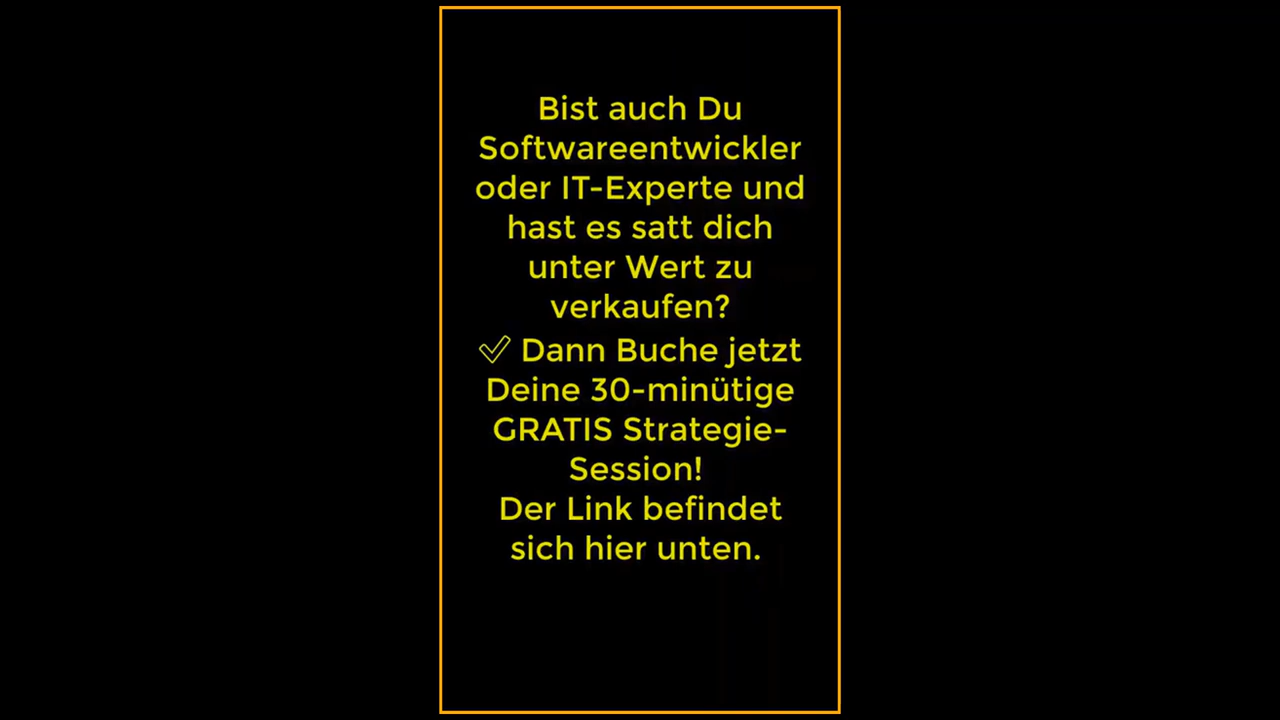 Bist auch Du
Softwareentwickler
oder IT-Experte und
hast es satt dich
unter Wert zu
verkaufen?
✅ Dann Buche jetzt
Deine 30-minütige
GRATIS Strategie-
Session!
Der Link befindet
sich hier unten.